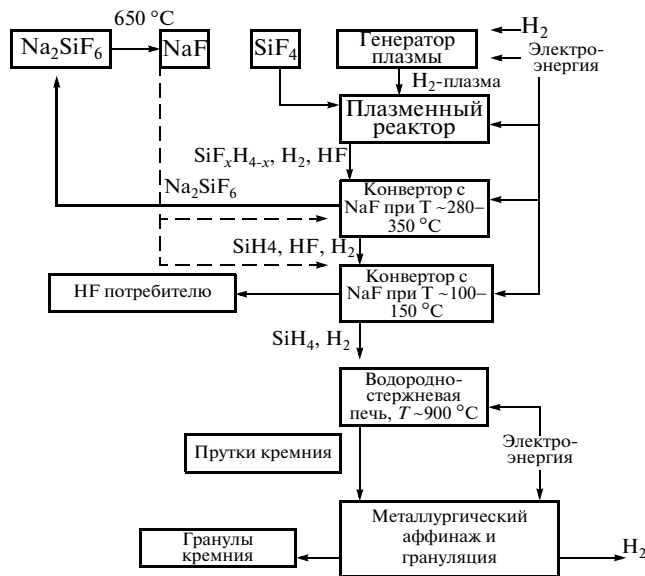 650 °C
H₂
Na₂SiF₆
NaF
SiF₄
Генератор
плазмы
Электро-
энергия
H₂-плазма
Плазменный
реактор
SiFₓH₄₋ₓ, H₂, HF
Na₂SiF₆
Конвертор с
NaF при T ~280–
350 °C
SiH4, HF, H₂
Конвертор с
NaF при T ~100–
150 °C
HF потребителю
SiH₄, H₂
Водородно-
стержневая
печь, T ~900 °C
Электро-
энергия
Прутки кремния
Металлургический
аффинаж и
грануляция
Гранулы
кремния
H₂